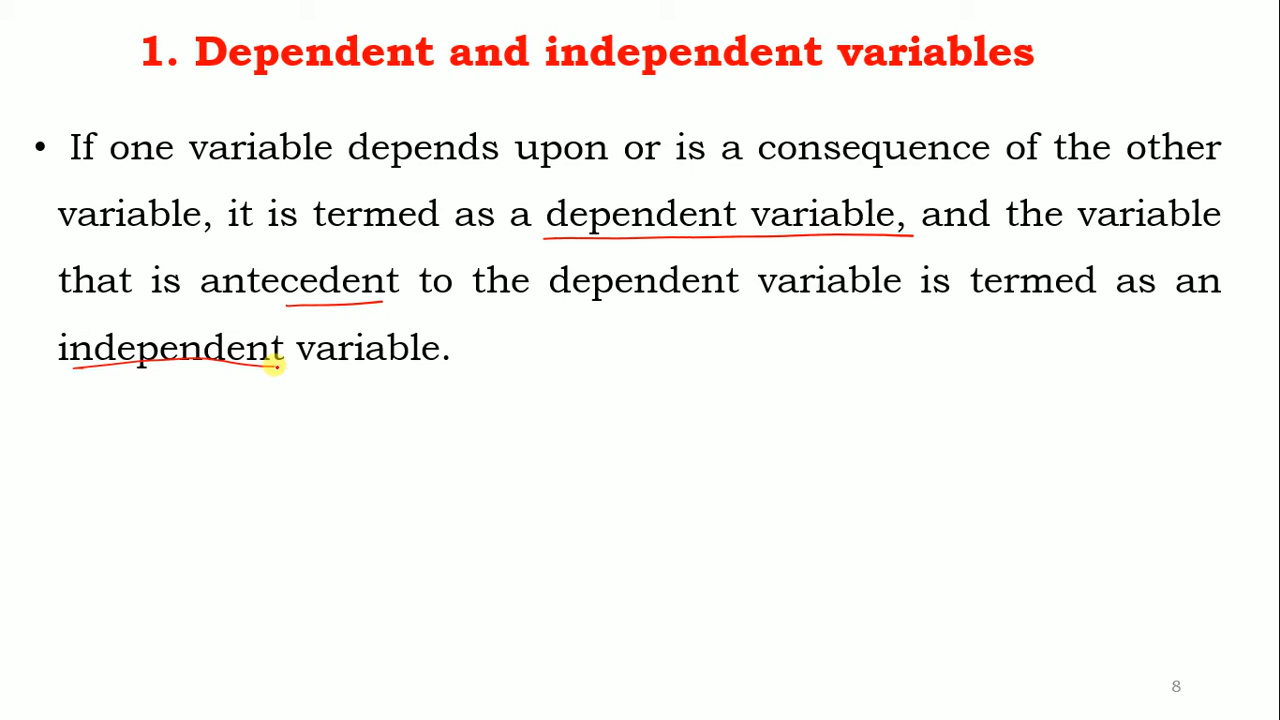 1. Dependent and independent variables
• If one variable depends upon or is a consequence of the other
variable, it is termed as a dependent variable, and the variable
that is antecedent to the dependent variable is termed as an
independent variable.
8